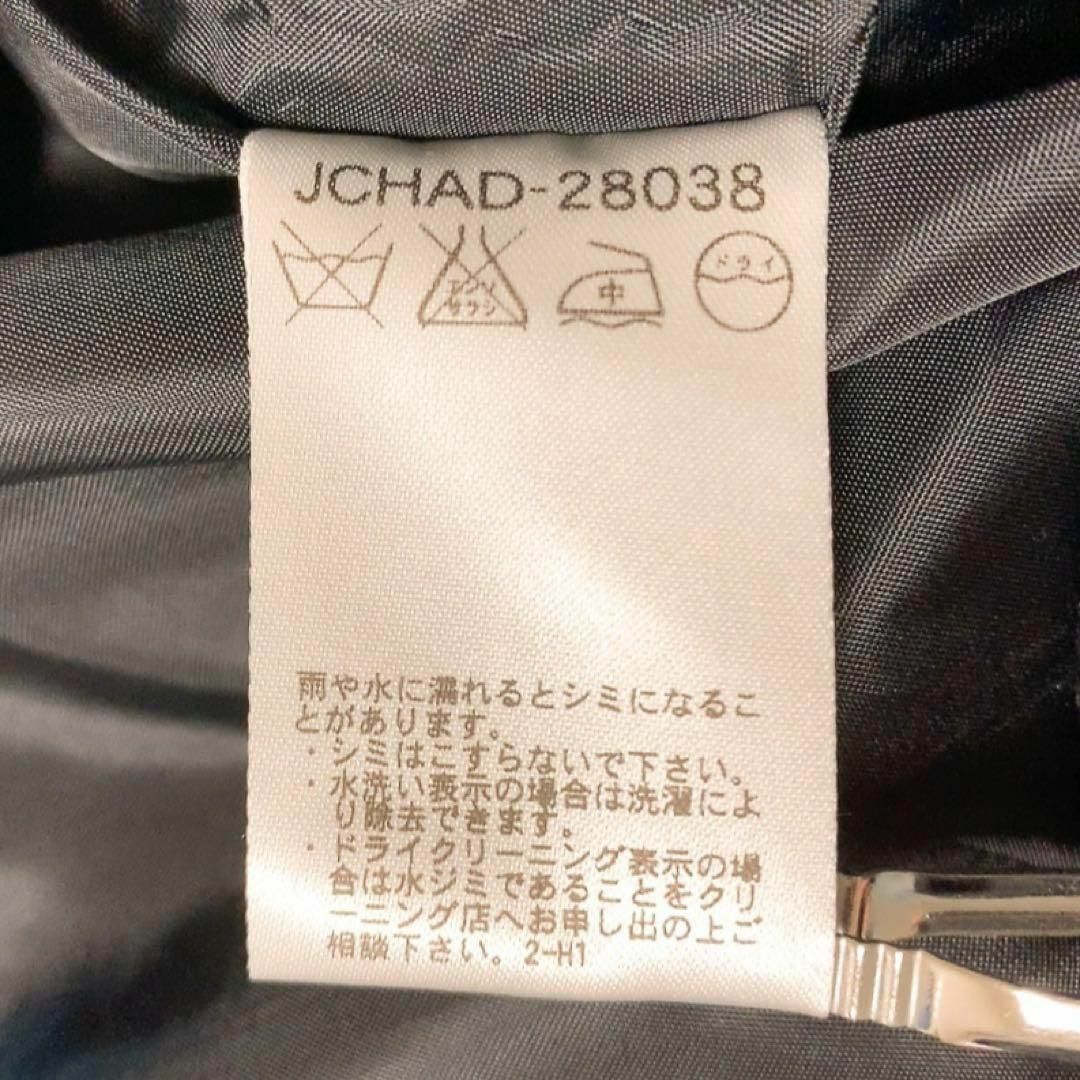 JCHAD-28038
エンソ
サラシ
中
ドライ
雨や水に濡れるとシミになるこ
とがあります。
・シミはこすらないで下さい。
・水洗い表示の場合は洗濯によ
り除去できます。
・ドライクリーニング表示の場
合は水ジミであることをクリ
ーニング店へお申し出の上ご
相談下さい。2-H1